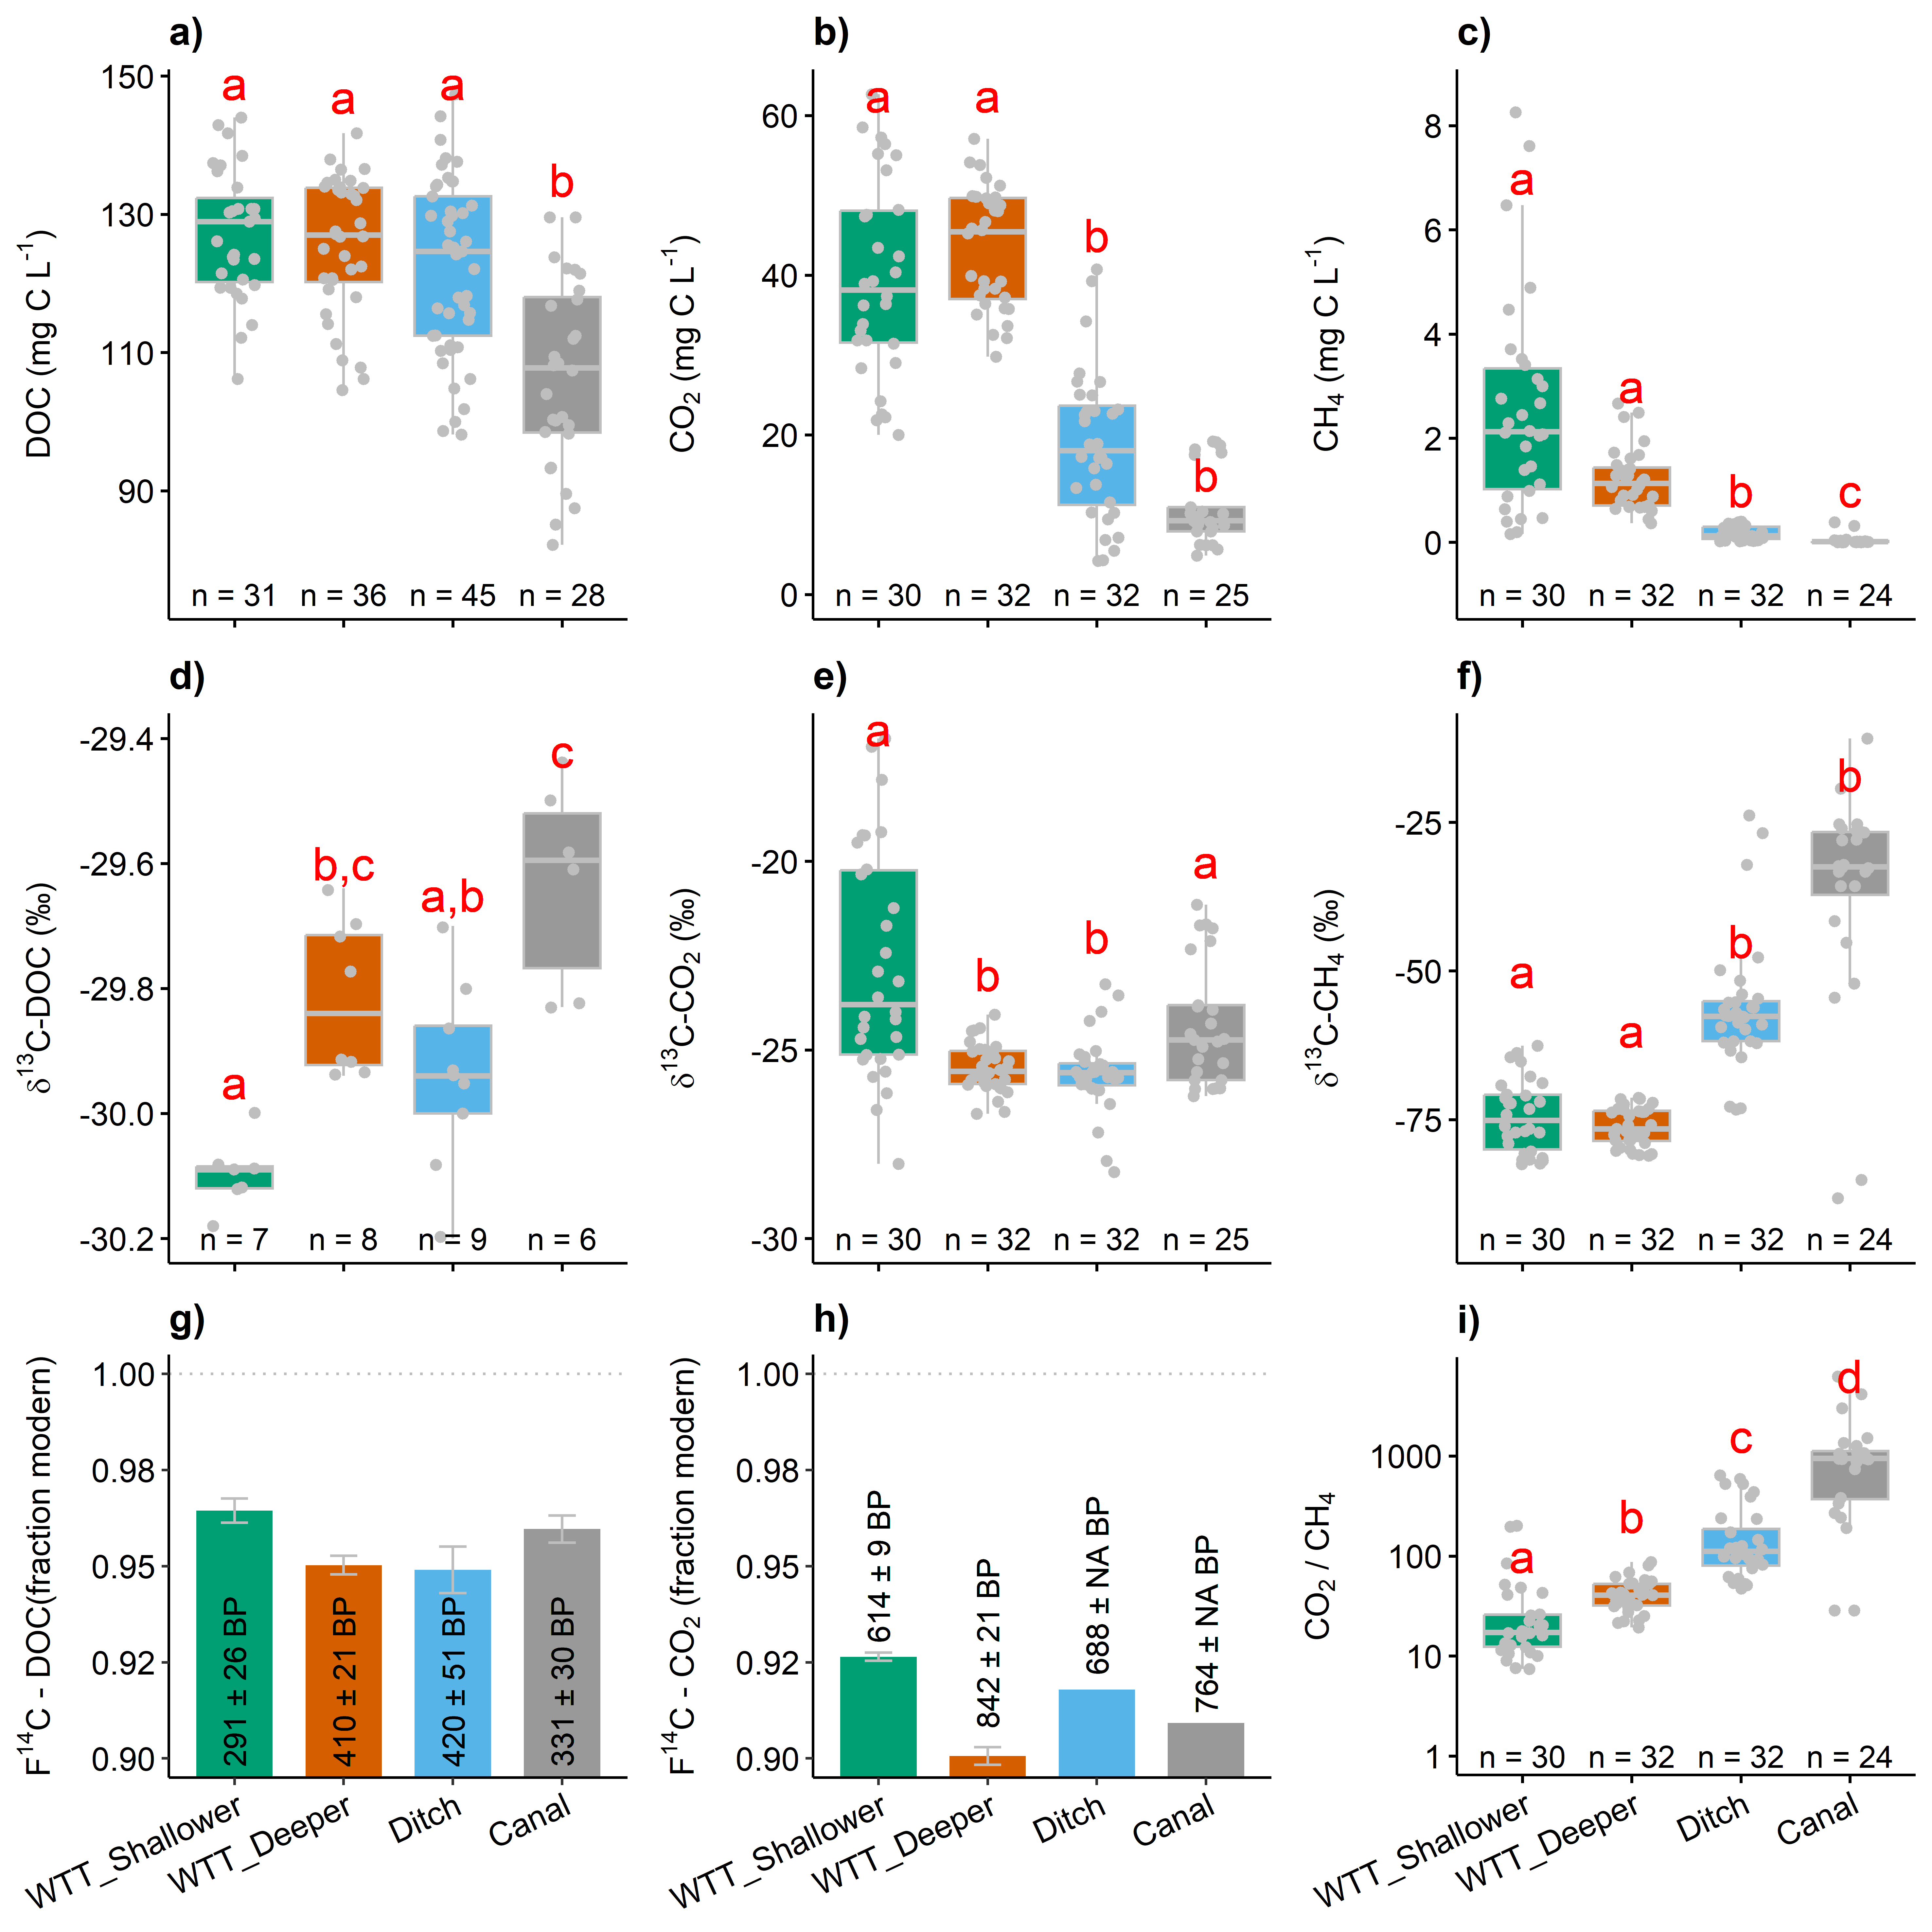 a)
DOC (mg C L⁻¹)
150
130
110
90
a
a
a
b
n = 31
n = 36
n = 45
n = 28
b)
CO₂ (mg C L⁻¹)
60
40
20
0
a
a
b
b
n = 30
n = 32
n = 32
n = 25
c)
CH₄ (mg C L⁻¹)
8
6
4
2
0
a
a
b
c
n = 30
n = 32
n = 32
n = 24
d)
δ¹³C-DOC (‰)
-29.4
-29.6
-29.8
-30.0
-30.2
a
b,c
a,b
c
n = 7
n = 8
n = 9
n = 6
e)
δ¹³C-CO₂ (‰)
-20
-25
-30
a
b
b
a
n = 30
n = 32
n = 32
n = 25
f)
δ¹³C-CH₄ (‰)
-25
-50
-75
a
a
b
b
n = 30
n = 32
n = 32
n = 24
g)
F¹⁴C - DOC(fraction modern)
1.00
0.98
0.95
0.92
0.90
291 ± 26 BP
410 ± 21 BP
420 ± 51 BP
331 ± 30 BP
WTT_Shallower
WTT_Deeper
Ditch
Canal
h)
F¹⁴C - CO₂ (fraction modern)
1.00
0.98
0.95
0.92
0.90
614 ± 9 BP
842 ± 21 BP
688 ± NA BP
764 ± NA BP
WTT_Shallower
WTT_Deeper
Ditch
Canal
i)
CO₂ / CH₄
1000
100
10
1
a
b
c
d
n = 30
n = 32
n = 32
n = 24
WTT_Shallower
WTT_Deeper
Ditch
Canal